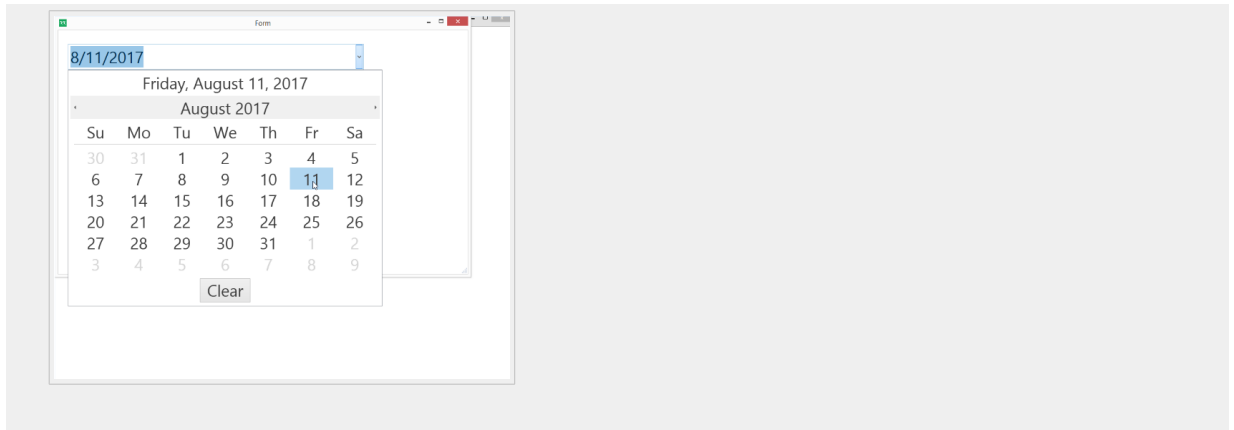 Form
8/11/2017
Friday, August 11, 2017
August 2017
Su Mo Tu We Th Fr Sa
30 31 1 2 3 4 5
6 7 8 9 10 11 12
13 14 15 16 17 18 19
20 21 22 23 24 25 26
27 28 29 30 31 1 2
3 4 5 6 7 8 9
Clear